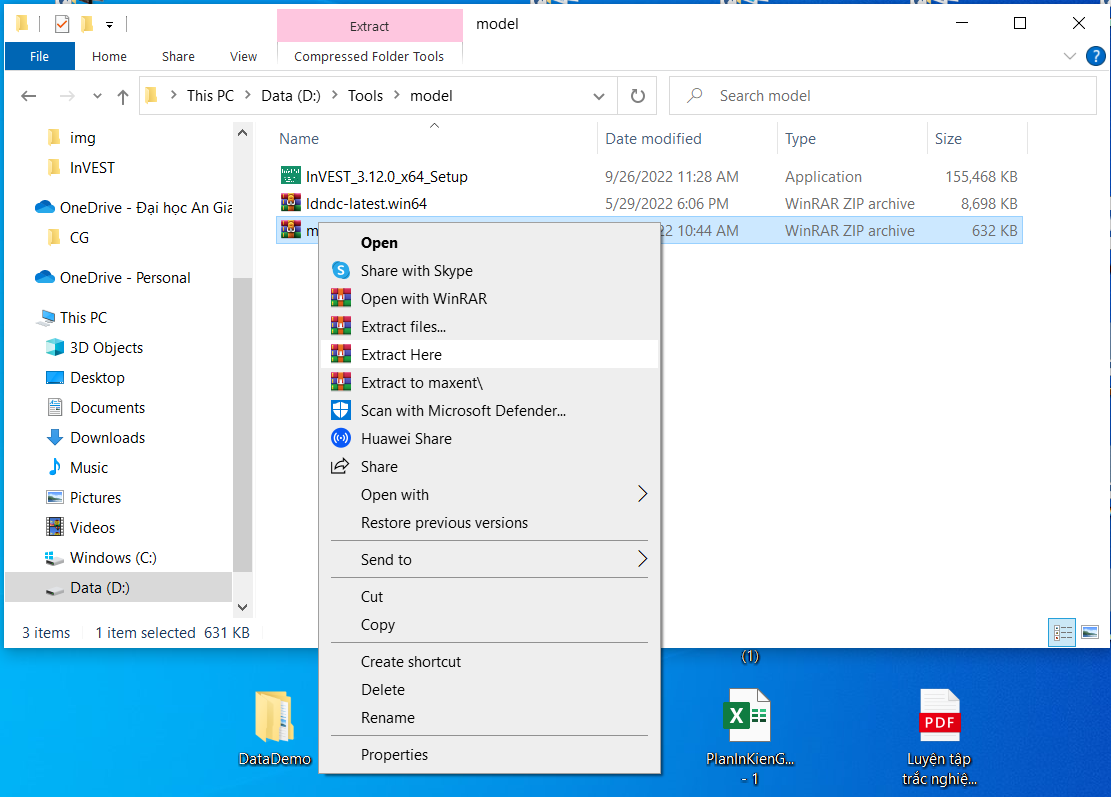 Extract
model
File
Home
Share
View
Compressed Folder Tools
?
This PC
Data (D:)
Tools
model
Search model
img
InVEST
OneDrive - Đại học An Gia
CG
OneDrive - Personal
This PC
3D Objects
Desktop
Documents
Downloads
Music
Pictures
Videos
Windows (C:)
Data (D:)
Name
Date modified
Type
Size
InVEST_3.12.0_x64_Setup
9/26/2022 11:28 AM
Application
155,468 KB
ldndc-latest.win64
5/29/2022 6:06 PM
WinRAR ZIP archive
8,698 KB
m
22 10:44 AM
WinRAR ZIP archive
632 KB
Open
Share with Skype
Open with WinRAR
Extract files...
Extract Here
Extract to maxent\
Scan with Microsoft Defender...
Huawei Share
Share
Open with
Restore previous versions
Send to
Cut
Copy
Create shortcut
Delete
Rename
Properties
3 items
1 item selected 631 KB
(1)
DataDemo
PlanInKienG...
- 1
PDF
Luyện tập
trắc nghiệ...